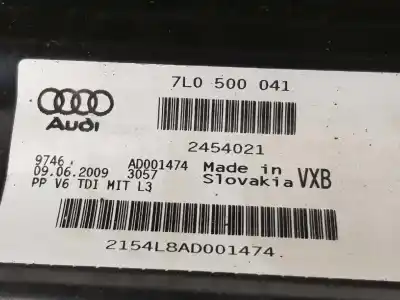 7L0 500 041
Audi
2454021
9746 AD001474 Made in VXB
09.06.2009 3057 Slovakia
PP V6 TDI MIT L3
2154L8AD001474